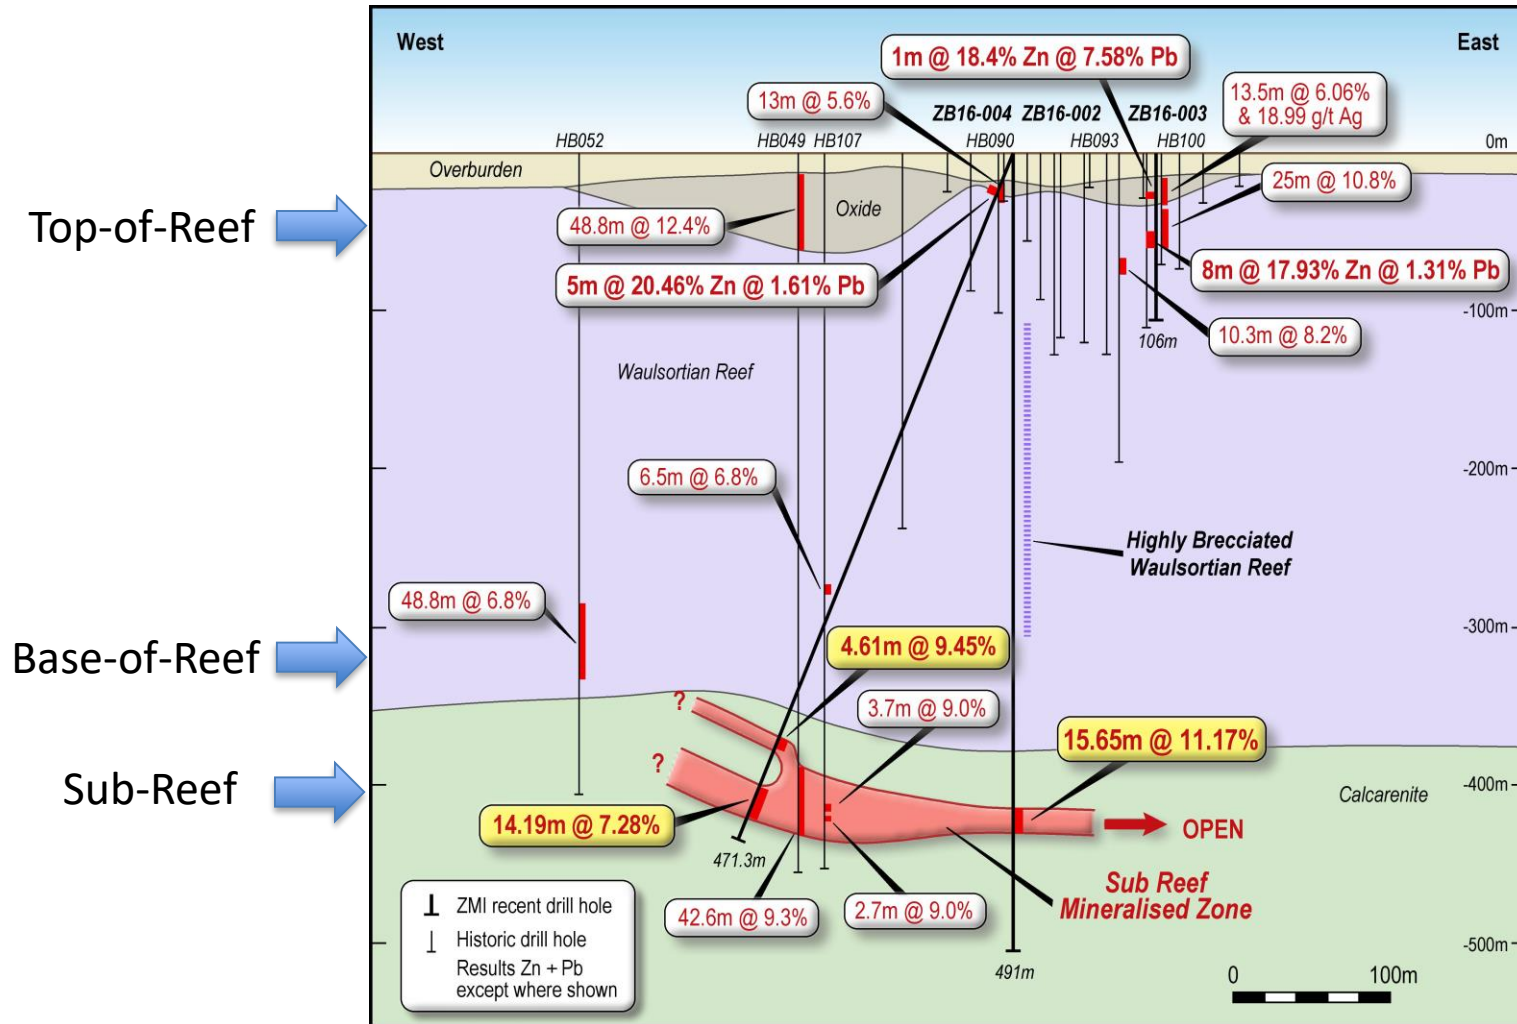 West
East
1m @ 18.4% Zn @ 7.58% Pb
13m @ 5.6%
13.5m @ 6.06%
& 18.99 g/t Ag
ZB16-004
ZB16-002
ZB16-003
HB052
HB049
HB107
HB090
HB093
HB100
0m
Overburden
25m @ 10.8%
Top-of-Reef
48.8m @ 12.4%
Oxide
5m @ 20.46% Zn @ 1.61% Pb
8m @ 17.93% Zn @ 1.31% Pb
-100m
10.3m @ 8.2%
106m
Waulsortian Reef
-200m
6.5m @ 6.8%
Highly Brecciated
Waulsortian Reef
48.8m @ 6.8%
-300m
Base-of-Reef
4.61m @ 9.45%
?
3.7m @ 9.0%
15.65m @ 11.17%
?
Sub-Reef
-400m
Calcarenite
14.19m @ 7.28%
OPEN
471.3m
Sub Reef
Mineralised Zone
42.6m @ 9.3%
2.7m @ 9.0%
ZMI recent drill hole
Historic drill hole
Results Zn + Pb
except where shown
-500m
491m
0
100m